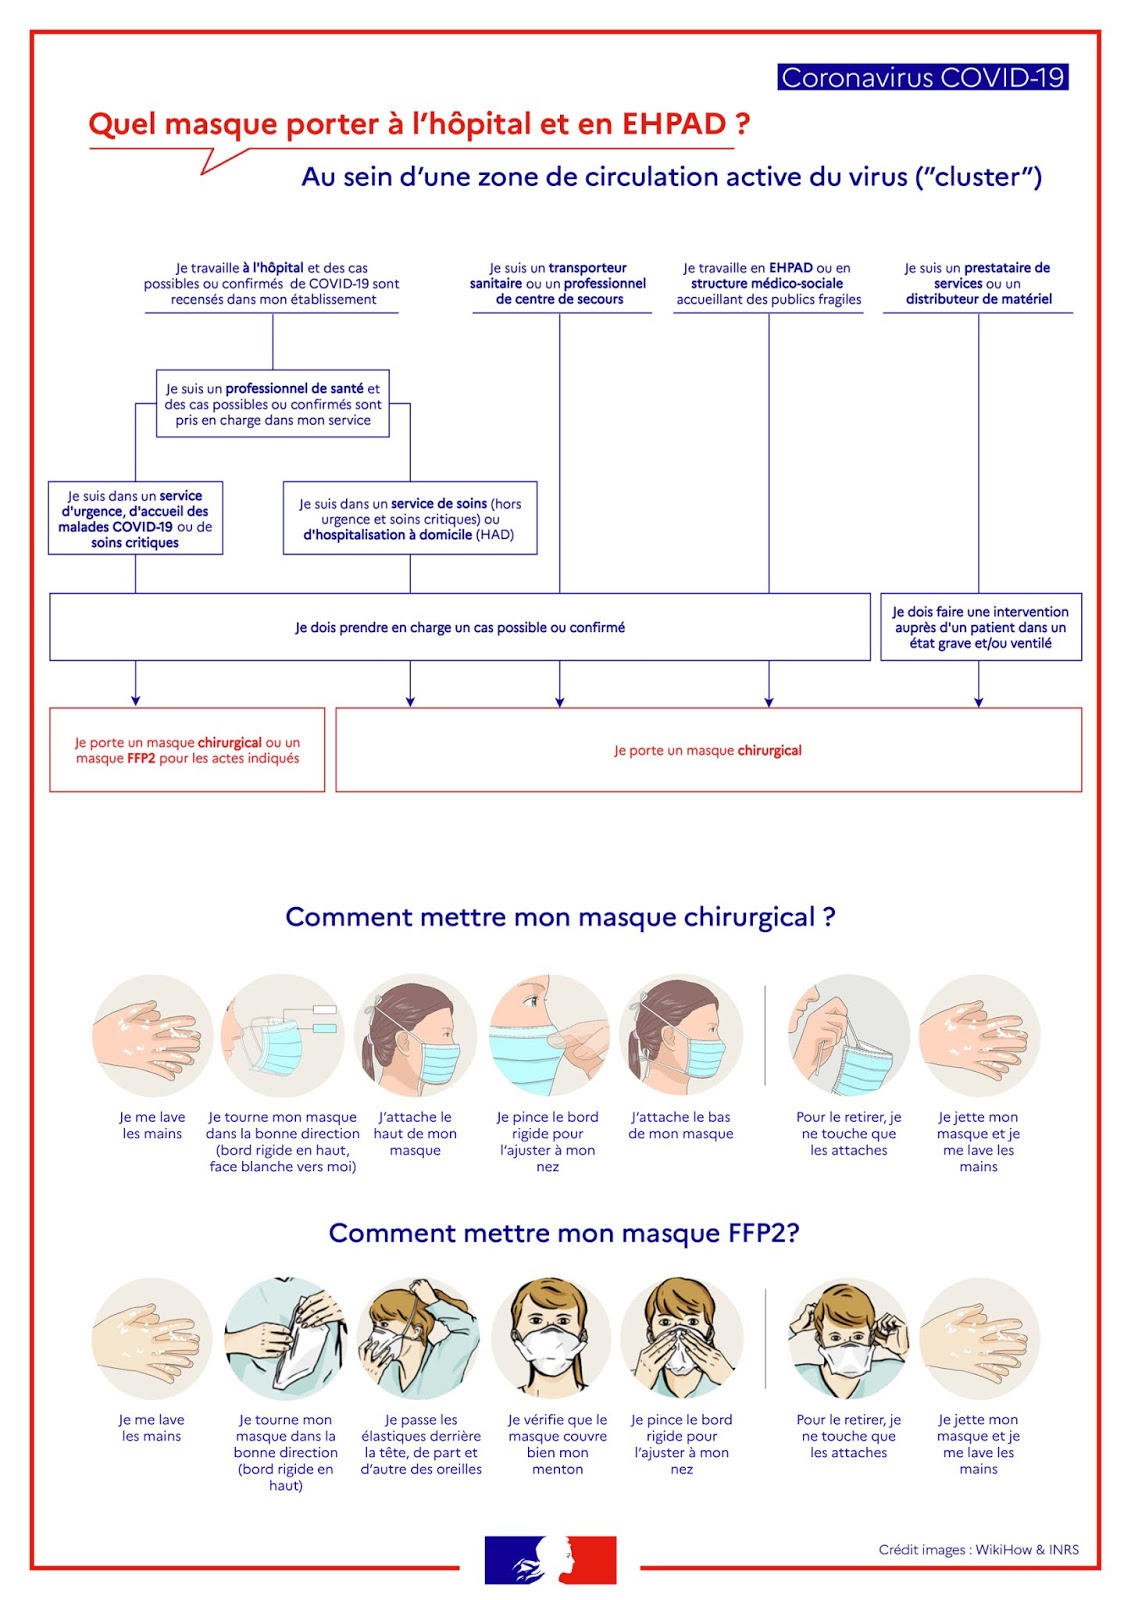 Coronavirus COVID-19
Quel masque porter à l'hôpital et en EHPAD ?
Au sein d'une zone de circulation active du virus ("cluster")
Je travaille à l'hôpital et des cas
possibles ou confirmés de COVID-19 sont
recensés dans mon établissement
Je suis un transporteur
sanitaire ou un professionnel
de centre de secours
Je travaille en EHPAD ou en
structure médico-sociale
accueillant des publics fragiles
Je suis un prestataire de
services ou un
distributeur de matériel
Je suis un professionnel de santé et
des cas possibles ou confirmés sont
pris en charge dans mon service
Je suis dans un service
d'urgence, d'accueil des
malades COVID-19 ou de
soins critiques
Je suis dans un service de soins (hors
urgence et soins critiques) ou
d'hospitalisation à domicile (HAD)
Je dois prendre en charge un cas possible ou confirmé
Je dois faire une intervention
auprès d'un patient dans un
état grave et/ou ventilé
Je porte un masque chirurgical ou un
masque FFP2 pour les actes indiqués
Je porte un masque chirurgical
Comment mettre mon masque chirurgical ?
Je me lave
les mains
Je tourne mon masque
dans la bonne direction
(bord rigide en haut,
face blanche vers moi)
J'attache le
haut de mon
masque
Je pince le bord
rigide pour
l'ajuster à mon
nez
J'attache le bas
de mon masque
Pour le retirer, je
ne touche que
les attaches
Je jette mon
masque et je
me lave les
mains
Comment mettre mon masque FFP2?
Je me lave
les mains
Je tourne mon
masque dans la
bonne direction
(bord rigide en
haut)
Je passe les
élastiques derrière
la tête, de part et
d'autre des oreilles
Je vérifie que le
masque couvre
bien mon
menton
Je pince le bord
rigide pour
l'ajuster à mon
nez
Pour le retirer, je
ne touche que
les attaches
Je jette mon
masque et je
me lave les
mains
Crédit images : WikiHow & INRS